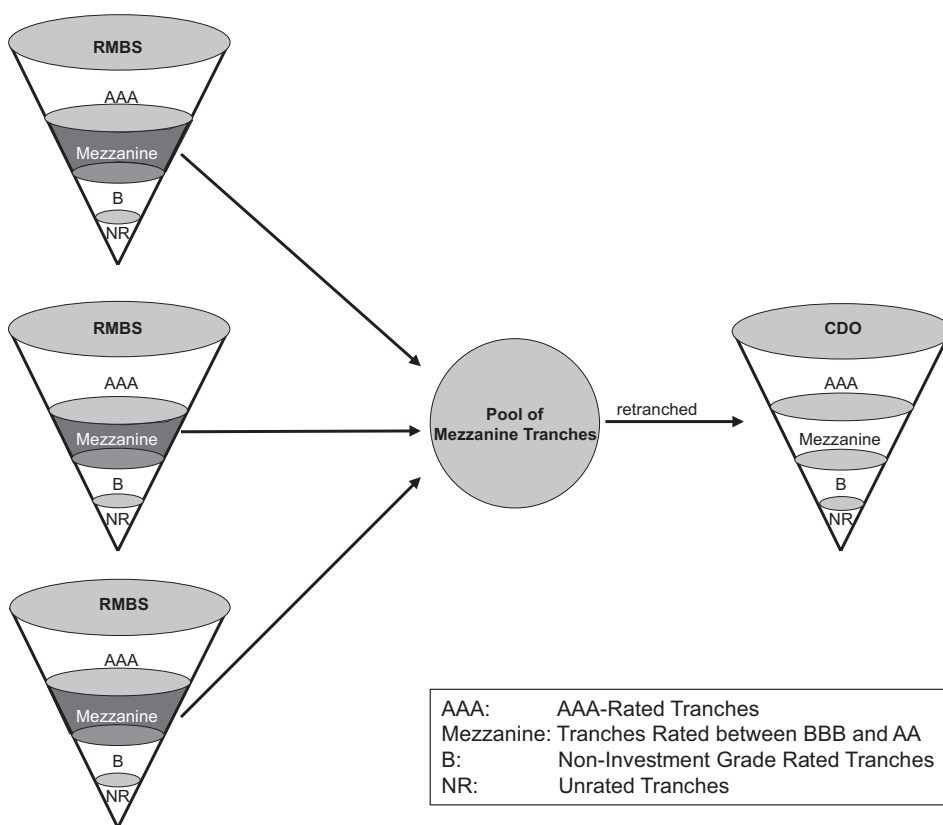 RMBS
AAA
Mezzanine
B
NR
RMBS
AAA
Mezzanine
B
NR
RMBS
AAA
Mezzanine
B
NR
Pool of
Mezzanine Tranches
retranched
CDO
AAA
Mezzanine
B
NR
AAA: AAA-Rated Tranches
Mezzanine: Tranches Rated between BBB and AA
B: Non-Investment Grade Rated Tranches
NR: Unrated Tranches